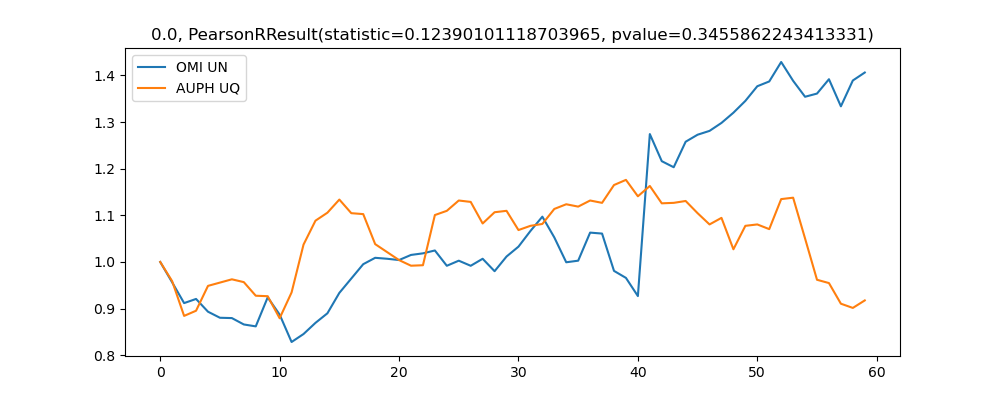 0.0, PearsonRResult(statistic=0.12390101118703965, pvalue=0.3455862243413331)
OMI UN
AUPH UQ
1.4
1.3
1.2
1.1
1.0
0.9
0.8
0 10 20 30 40 50 60